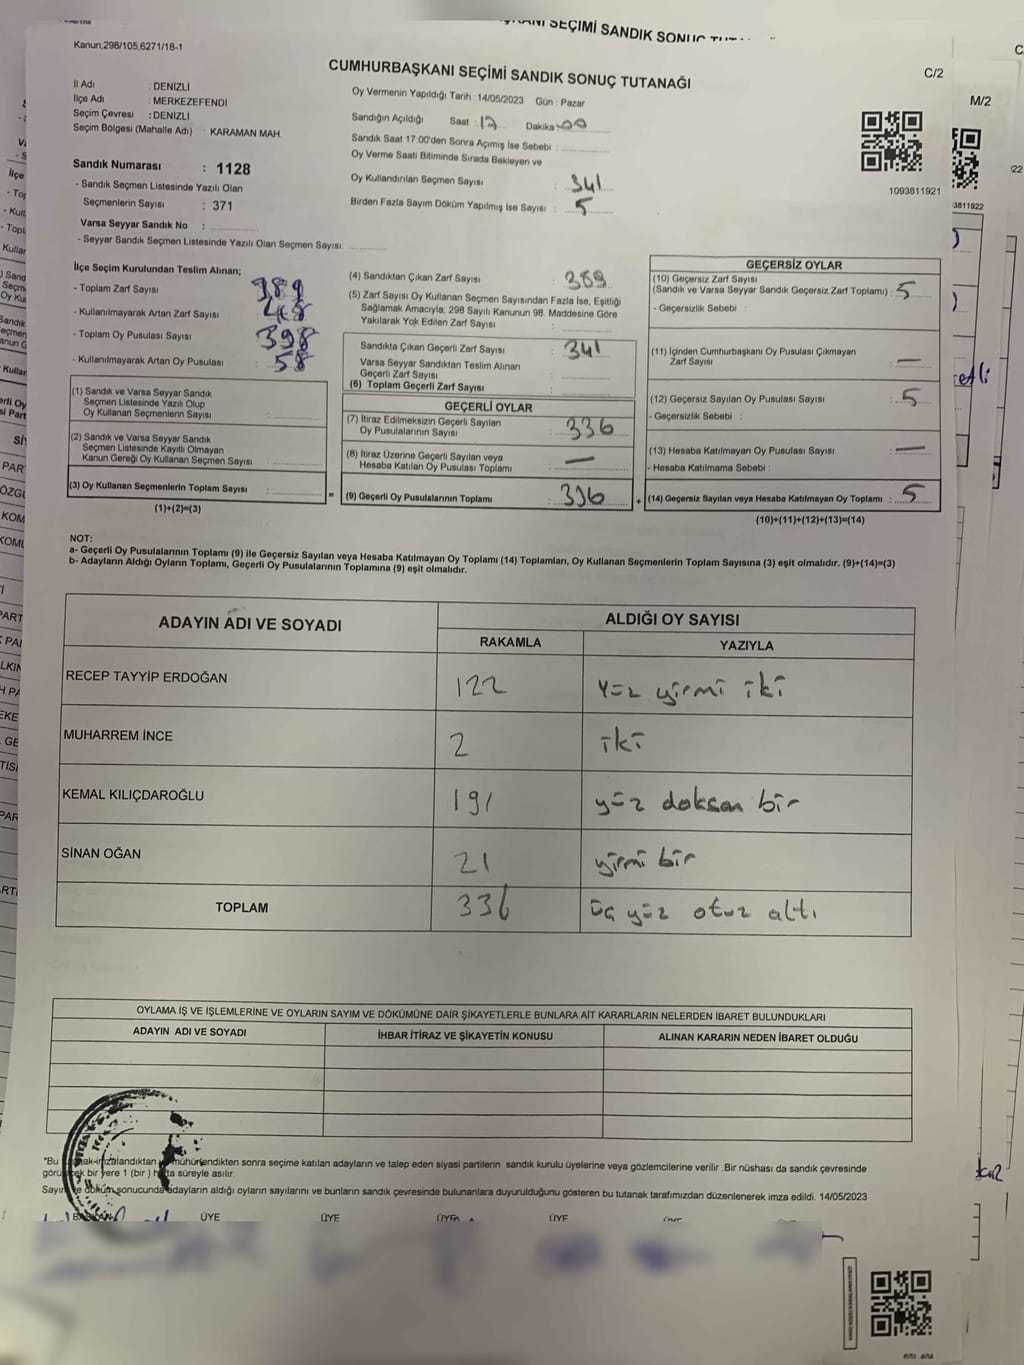 Kanun,298/105,6271/18-1
CUMHURBAŞKANI SEÇİMİ SANDIK SONUÇ TUTANAĞI
C/2
M/2
İl Adı : DENİZLİ
İlçe Adı : MERKEZEFENDİ
Seçim Çevresi : DENİZLİ
Seçim Bölgesi (Mahalle Adı) : KARAMAN MAH
Sandık Numarası : 1128
- Sandık Seçmen Listesinde Yazılı Olan
Seçmenlerin Sayısı : 371
Varsa Seyyar Sandık No :
- Seyyar Sandık Seçmen Listesinde Yazılı Olan Seçmen Sayısı:
Oy Vermenin Yapıldığı Tarih : 14/05/2023 Gün : Pazar
Sandığın Açıldığı Saat : 17 Dakika 00
Sandık Saat 17:00'den Sonra Açımış İse Sebebi :
Oy Verme Saati Bitiminde Sırada Bekleyen ve
Oy Kullandırılan Seçmen Sayısı : 341
Birden Fazla Sayım Döküm Yapılmış İse Sayısı : 5
1093811921
3811922
İlçe Seçim Kurulundan Teslim Alınan;
- Toplam Zarf Sayısı : 389
- Kullanılmayarak Artan Zarf Sayısı : 48
- Toplam Oy Pusulası Sayısı : 398
- Kullanılmayarak Artan Oy Pusulası : 58
(1) Sandık ve Varsa Seyyar Sandık
Seçmen Listesinde Yazılı Olup
Oy Kullanan Seçmenlerin Sayısı :
(2) Sandık ve Varsa Seyyar Sandık
Seçmen Listesinde Kayıtlı Olmayan
Kanun Gereği Oy Kullanan Seçmen Sayısı :
(3) Oy Kullanan Seçmenlerin Toplam Sayısı : =
(1)+(2)=(3)
(4) Sandıktan Çıkan Zarf Sayısı : 389
(5) Zarf Sayısı Oy Kullanan Seçmen Sayısından Fazla İse, Eşitliği
Sağlamak Amacıyla, 298 Sayılı Kanunun 98. Maddesine Göre
Yakılarak Yok Edilen Zarf Sayısı :
Sandıkta Çıkan Geçerli Zarf Sayısı : 341
Varsa Seyyar Sandıktan Teslim Alınan
Geçerli Zarf Sayısı :
(6) Toplam Geçerli Zarf Sayısı :
GEÇERLİ OYLAR
(7) İtiraz Edilmeksizin Geçerli Sayılan
Oy Pusulalarının Sayısı : 336
(8) İtiraz Üzerine Geçerli Sayılan veya
Hesaba Katılan Oy Pusulası Toplamı : —
(9) Geçerli Oy Pusulalarının Toplamı : 336 +
GEÇERSİZ OYLAR
(10) Geçersiz Zarf Sayısı
(Sandık ve Varsa Seyyar Sandık Geçersiz Zarf Toplamı) : 5
- Geçersizlik Sebebi :
(11) İçinden Cumhurbaşkanı Oy Pusulası Çıkmayan
Zarf Sayısı : —
(12) Geçersiz Sayılan Oy Pusulası Sayısı : 5
- Geçersizlik Sebebi :
(13) Hesaba Katılmayan Oy Pusulası Sayısı : —
- Hesaba Katılmama Sebebi :
(14) Geçersiz Sayılan veya Hesaba Katılmayan Oy Toplamı : 5
(10)+(11)+(12)+(13)=(14)
NOT:
a- Geçerli Oy Pusulalarının Toplamı (9) ile Geçersiz Sayılan veya Hesaba Katılmayan Oy Toplamı (14) Toplamları, Oy Kullanan Seçmenlerin Toplam Sayısına (3) eşit olmalıdır. (9)+(14)=(3)
b- Adayların Aldığı Oyların Toplamı, Geçerli Oy Pusulalarının Toplamına (9) eşit olmalıdır.
ADAYIN ADI VE SOYADI
ALDIĞI OY SAYISI
RAKAMLA YAZIYLA
RECEP TAYYİP ERDOĞAN 122 yüz yirmi iki
MUHARREM İNCE 2 iki
KEMAL KILIÇDAROĞLU 191 yüz doksan bir
SİNAN OĞAN 21 yirmi bir
TOPLAM 336 üç yüz otuz altı
OYLAMA İŞ VE İŞLEMLERİNE VE OYLARIN SAYIM VE DÖKÜMÜNE DAİR ŞİKAYETLERLE BUNLARA AİT KARARLARIN NELERDEN İBARET BULUNDUKLARI
ADAYIN ADI VE SOYADI İHBAR İTİRAZ VE ŞİKAYETİN KONUSU ALINAN KARARIN NEDEN İBARET OLDUĞU
*Bu mühürlendikten sonra seçime katılan adayların ve talep eden siyasi partilerin sandık kurulu üyelerine veya gözlemcilerine verilir .Bir nüshası da sandık çevresinde
bir yere 1 (bir ) hafta süreyle asılır.
Sayım ve döküm sonucunda adayların aldığı oyların sayılarını ve bunların sandık çevresinde bulunanlara duyurulduğunu gösteren bu tutanak tarafımızdan düzenlenerek imza edildi. 14/05/2023
BAŞKAN ÜYE ÜYE ÜYE ÜYE